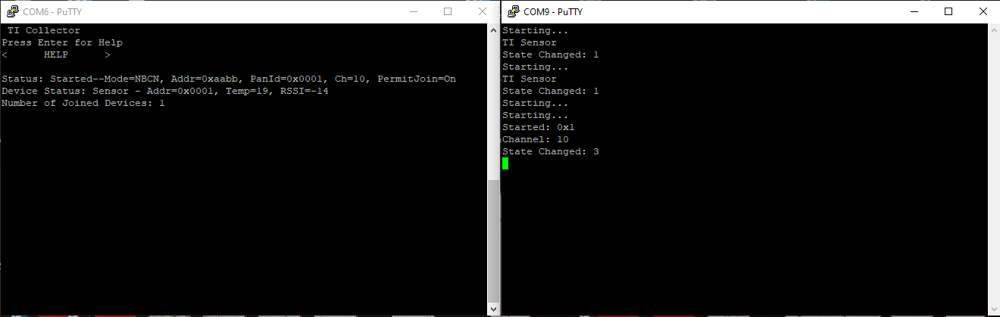 COM6 - PuTTY
TI Collector
Press Enter for Help
<      HELP      >
Status: Started--Mode=NBCN, Addr=0xaabb, PanId=0x0001, Ch=10, PermitJoin=On
Device Status: Sensor - Addr=0x0001, Temp=19, RSSI=-14
Number of Joined Devices: 1
COM9 - PuTTY
Starting...
TI Sensor
State Changed: 1
Starting...
TI Sensor
State Changed: 1
Starting...
Starting...
Started: 0x1
Channel: 10
State Changed: 3